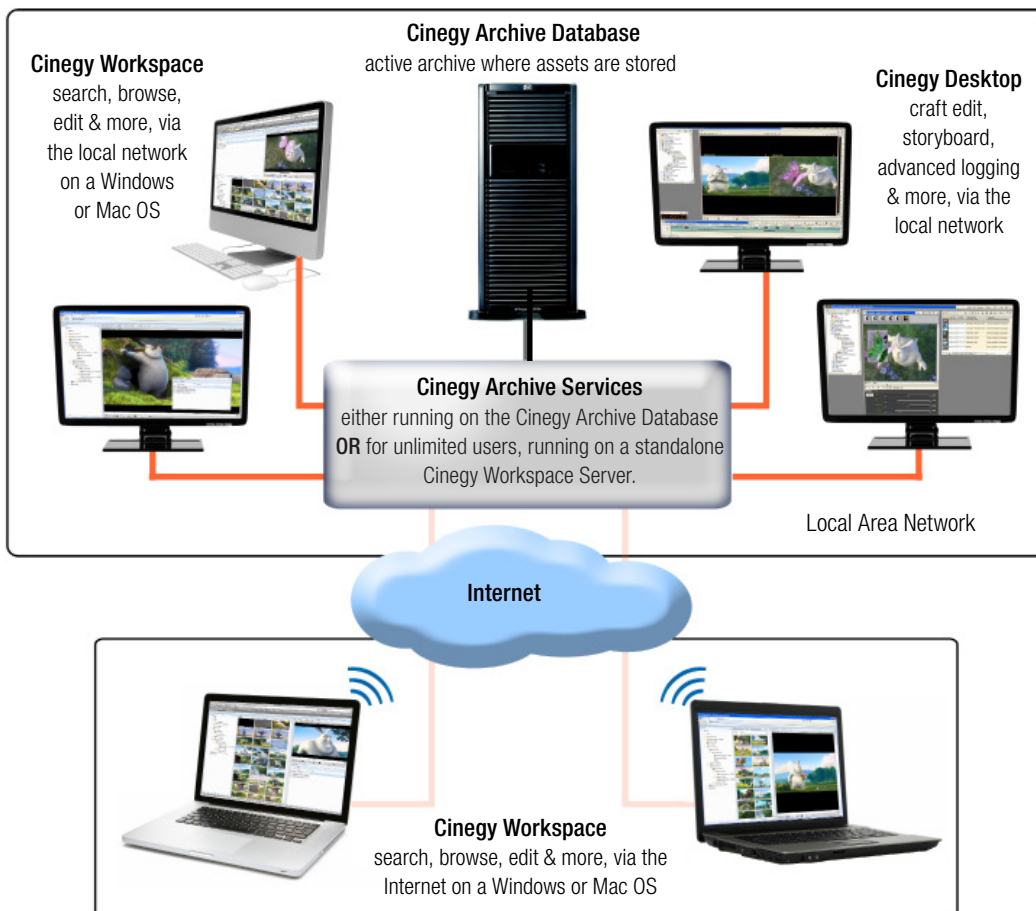 Cinegy Archive Database
active archive where assets are stored
Cinegy Workspace
search, browse,
edit & more, via
the local network
on a Windows
or Mac OS
Cinegy Desktop
craft edit,
storyboard,
advanced logging
& more, via the
local network
Cinegy Archive Services
either running on the Cinegy Archive Database
OR for unlimited users, running on a standalone
Cinegy Workspace Server.
Local Area Network
Internet
Cinegy Workspace
search, browse, edit & more, via the
Internet on a Windows or Mac OS